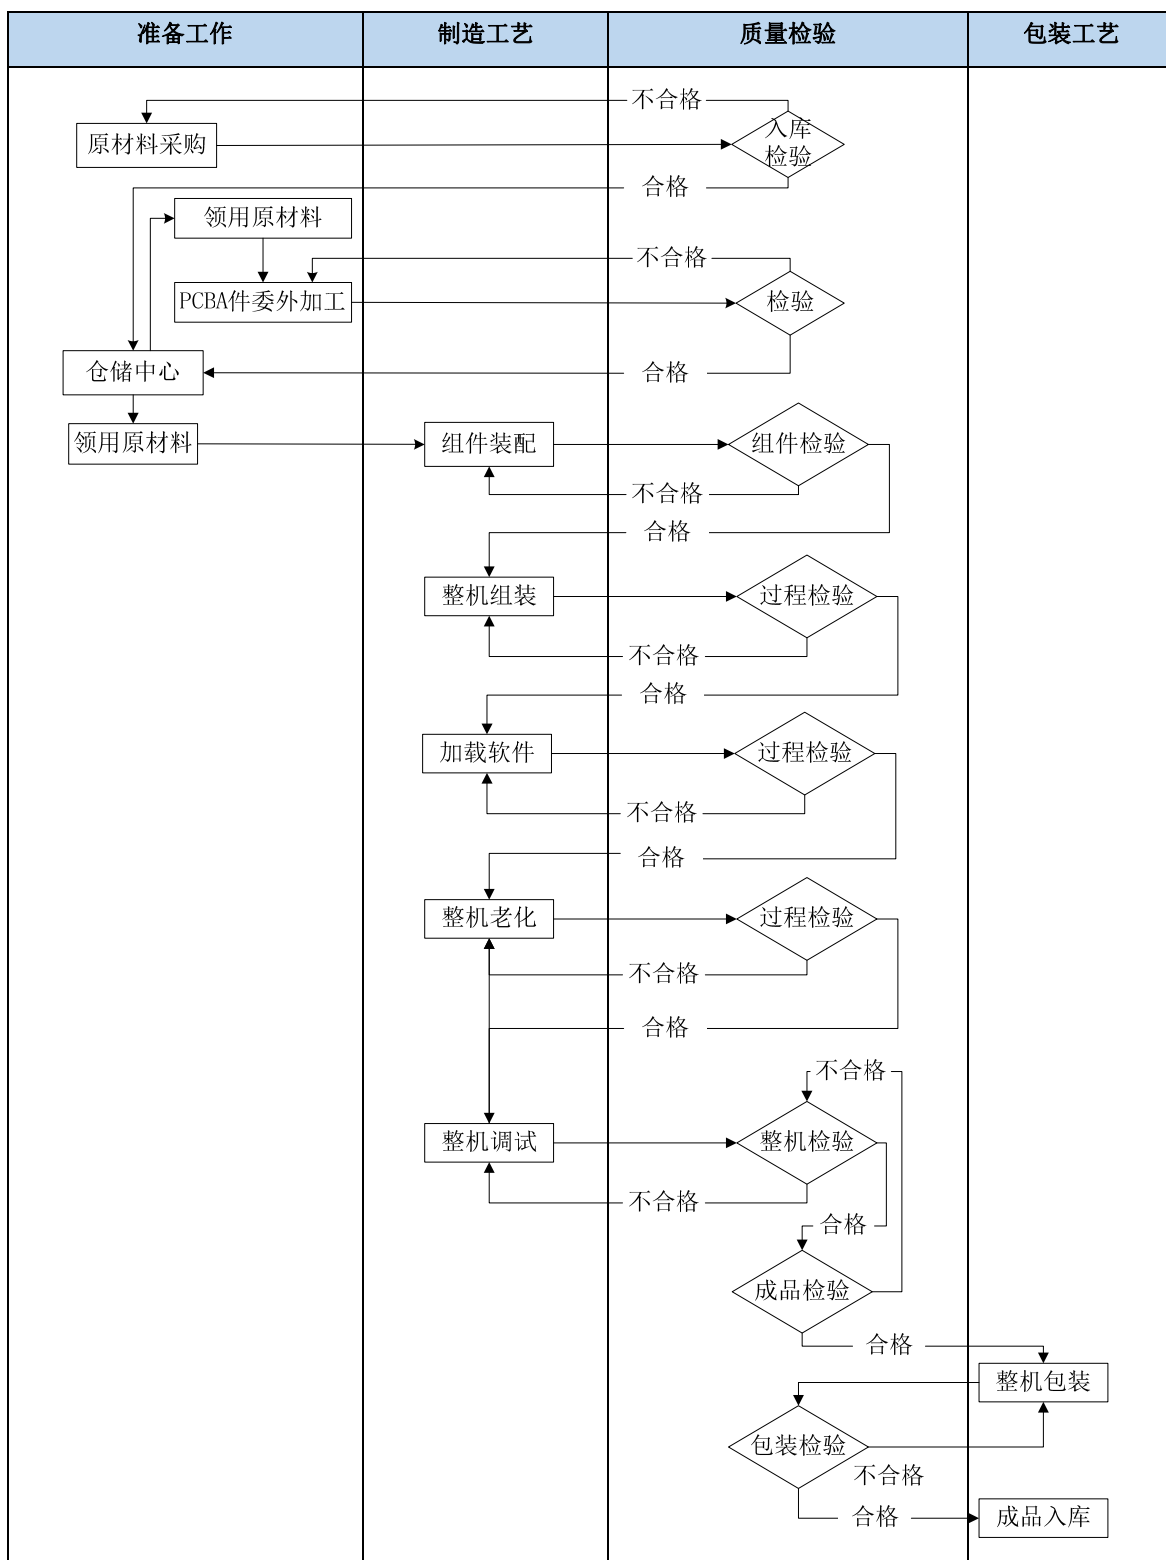 准备工作
制造工艺
质量检验
包装工艺
不合格
原材料采购
入库
检验
合格
领用原材料
不合格
PCBA件委外加工
检验
仓储中心
合格
领用原材料
组件装配
组件检验
不合格
合格
整机组装
过程检验
不合格
合格
加载软件
过程检验
不合格
合格
整机老化
过程检验
不合格
合格
不合格
整机调试
整机检验
不合格
合格
成品检验
合格
整机包装
包装检验
不合格
合格
成品入库